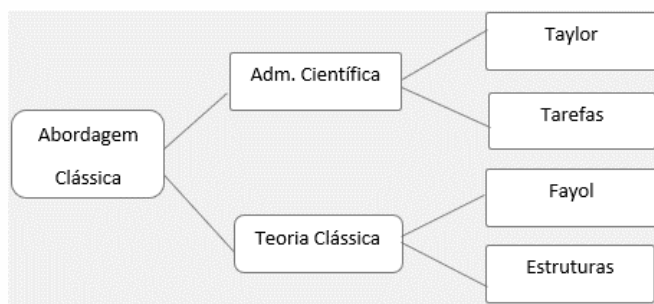 Abordagem
Clássica
Adm. Científica
Teoria Clássica
Taylor
Tarefas
Fayol
Estruturas